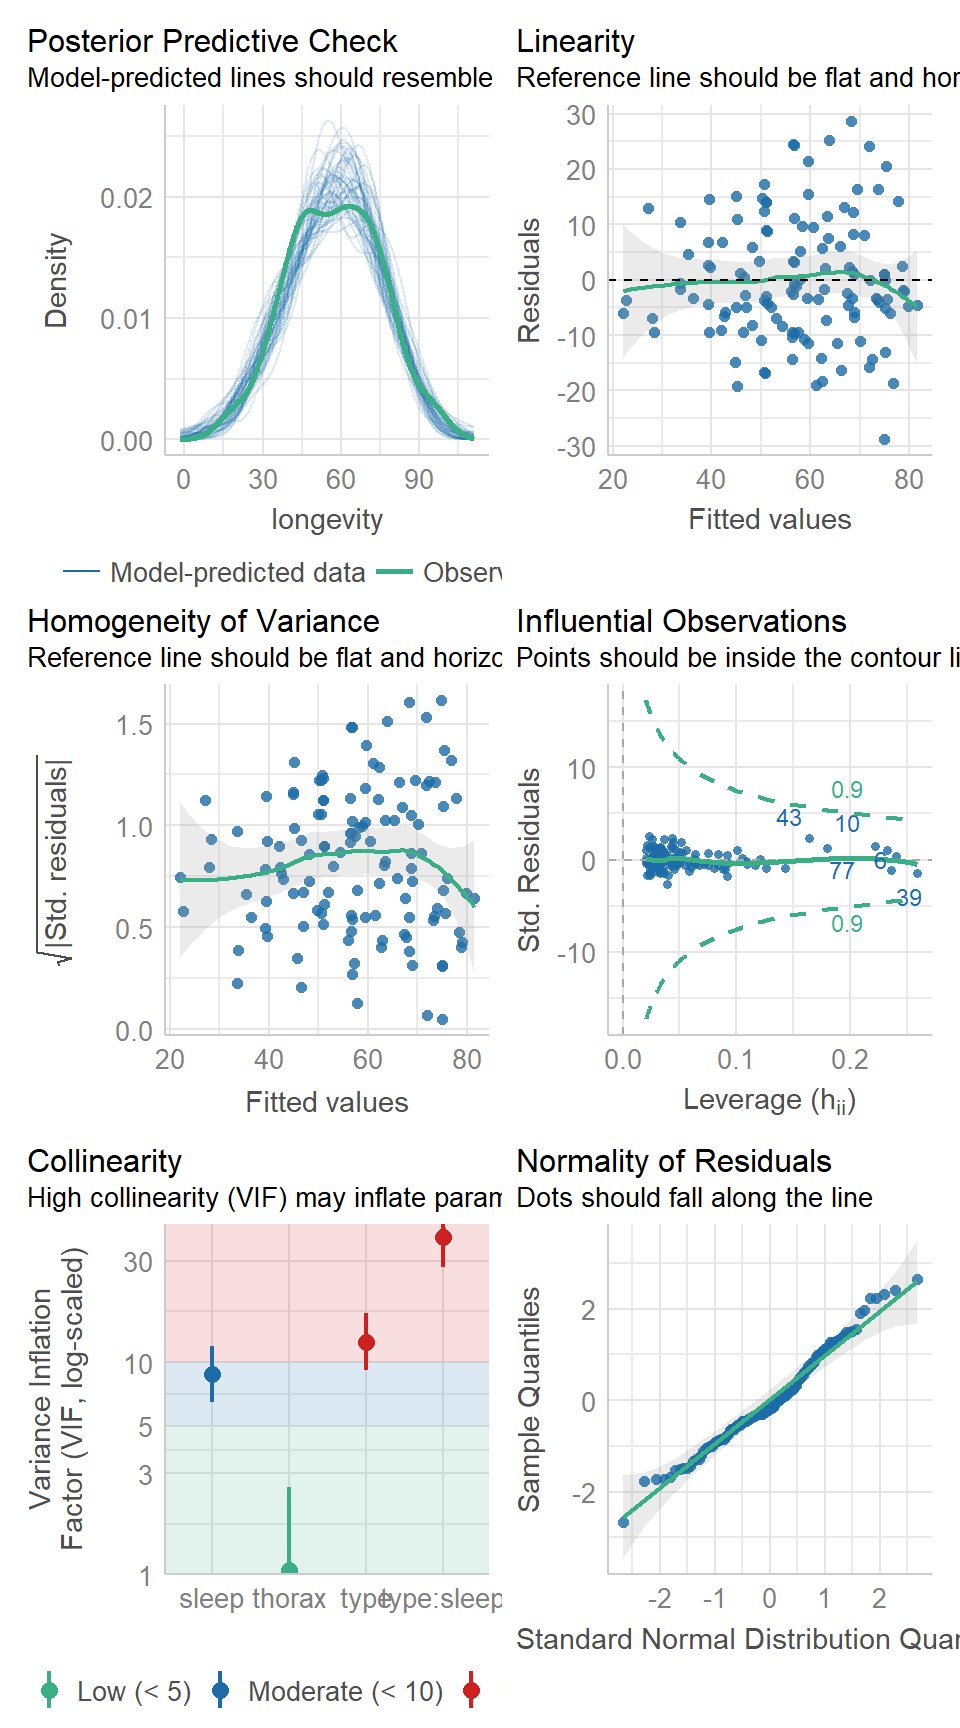 Posterior Predictive Check
Model-predicted lines should resemble
0.02
0.01
0.00
Density
0
30
60
90
longevity
Model-predicted data
Observ
Linearity
Reference line should be flat and hor
30
20
10
0
-10
-20
-30
Residuals
20
40
60
80
Fitted values
Homogeneity of Variance
Reference line should be flat and horizo
1.5
1.0
0.5
0.0
√|Std. residuals|
20
40
60
80
Fitted values
Influential Observations
Points should be inside the contour li
10
0
-10
Std. Residuals
0.9
43
10
77
6
39
0.9
0.0
0.1
0.2
Leverage (hii)
Collinearity
High collinearity (VIF) may inflate param
30
10
5
3
1
Variance Inflation
Factor (VIF, log-scaled)
sleep
thorax
type
type:sleep
Low (< 5)
Moderate (< 10)
Normality of Residuals
Dots should fall along the line
2
0
-2
Sample Quantiles
-2
-1
0
1
2
Standard Normal Distribution Quan